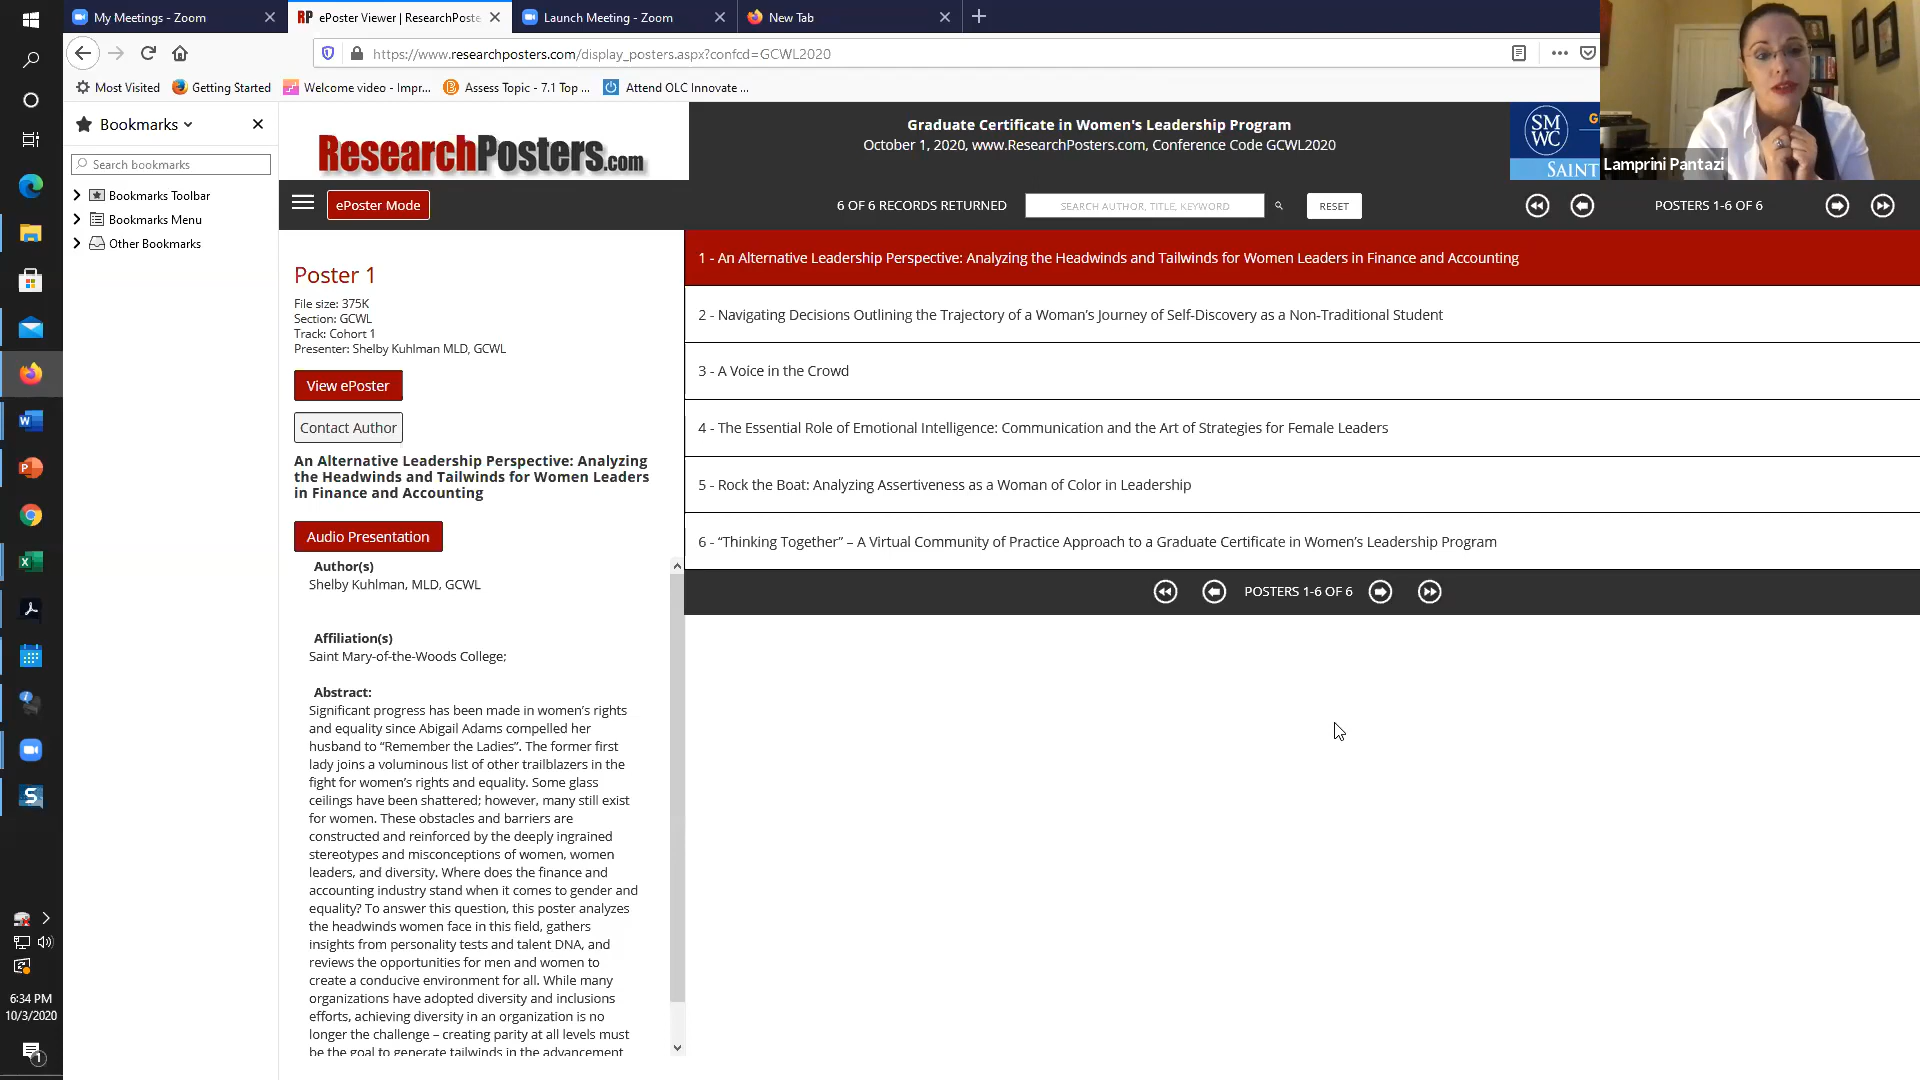 My Meetings - Zoom
ePoster Viewer | ResearchPoste
Launch Meeting - Zoom
New Tab
https://www.researchposters.com/display_posters.aspx?confcd=GCWL2020
Most Visited
Getting Started
Welcome video - Impr...
Assess Topic - 7.1 Top ...
Attend OLC Innovate ...
Bookmarks
Search bookmarks
Bookmarks Toolbar
Bookmarks Menu
Other Bookmarks
ResearchPosters.com
Graduate Certificate in Women's Leadership Program
October 1, 2020, www.ResearchPosters.com, Conference Code GCWL2020
SM
WC
G
SAINT
Lamprini Pantazi
ePoster Mode
6 OF 6 RECORDS RETURNED
SEARCH AUTHOR, TITLE, KEYWORD
RESET
POSTERS 1-6 OF 6
Poster 1
File size: 375K
Section: GCWL
Track: Cohort 1
Presenter: Shelby Kuhlman MLD, GCWL
View ePoster
Contact Author
An Alternative Leadership Perspective: Analyzing
the Headwinds and Tailwinds for Women Leaders
in Finance and Accounting
Audio Presentation
Author(s)
Shelby Kuhlman, MLD, GCWL
Affiliation(s)
Saint Mary-of-the-Woods College;
Abstract:
Significant progress has been made in women’s rights
and equality since Abigail Adams compelled her
husband to “Remember the Ladies”. The former first
lady joins a voluminous list of other trailblazers in the
fight for women’s rights and equality. Some glass
ceilings have been shattered; however, many still exist
for women. These obstacles and barriers are
constructed and reinforced by the deeply ingrained
stereotypes and misconceptions of women, women
leaders, and diversity. Where does the finance and
accounting industry stand when it comes to gender and
equality? To answer this question, this poster analyzes
the headwinds women face in this field, gathers
insights from personality tests and talent DNA, and
reviews the opportunities for men and women to
create a conducive environment for all. While many
organizations have adopted diversity and inclusions
efforts, achieving diversity in an organization is no
longer the challenge – creating parity at all levels must
be the goal to generate tailwinds in the advancement
1 - An Alternative Leadership Perspective: Analyzing the Headwinds and Tailwinds for Women Leaders in Finance and Accounting
2 - Navigating Decisions Outlining the Trajectory of a Woman’s Journey of Self-Discovery as a Non-Traditional Student
3 - A Voice in the Crowd
4 - The Essential Role of Emotional Intelligence: Communication and the Art of Strategies for Female Leaders
5 - Rock the Boat: Analyzing Assertiveness as a Woman of Color in Leadership
6 - “Thinking Together” – A Virtual Community of Practice Approach to a Graduate Certificate in Women’s Leadership Program
POSTERS 1-6 OF 6
6:34 PM
10/3/2020
1